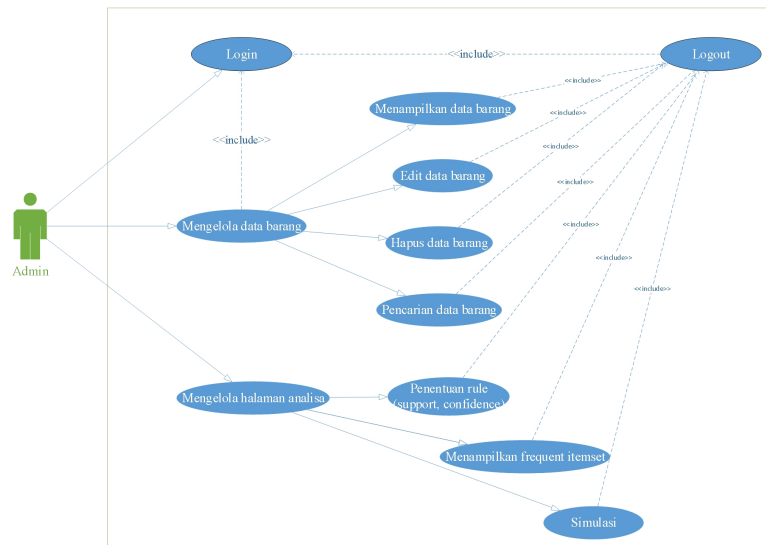 Login
<<include>>
Logout
<<include>>
Menampilkan data barang
<<include>>
Edit data barang
<<include>>
<<include>>
Mengelola data barang
<<include>>
Hapus data barang
<<include>>
<<include>>
Admin
<<include>>
Pencarian data barang
Mengelola halaman analisa
Penentuan rule
(support, confidence)
Menampilkan frequent itemset
Simulasi